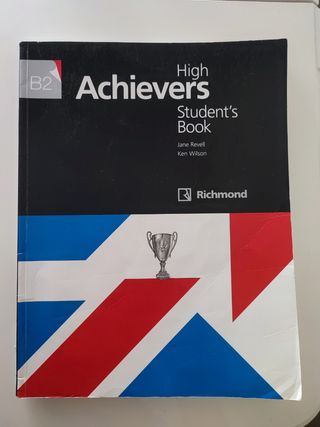 B2
High
Achievers
Student's
Book
Jane Revell
Ken Wilson
R Richmond